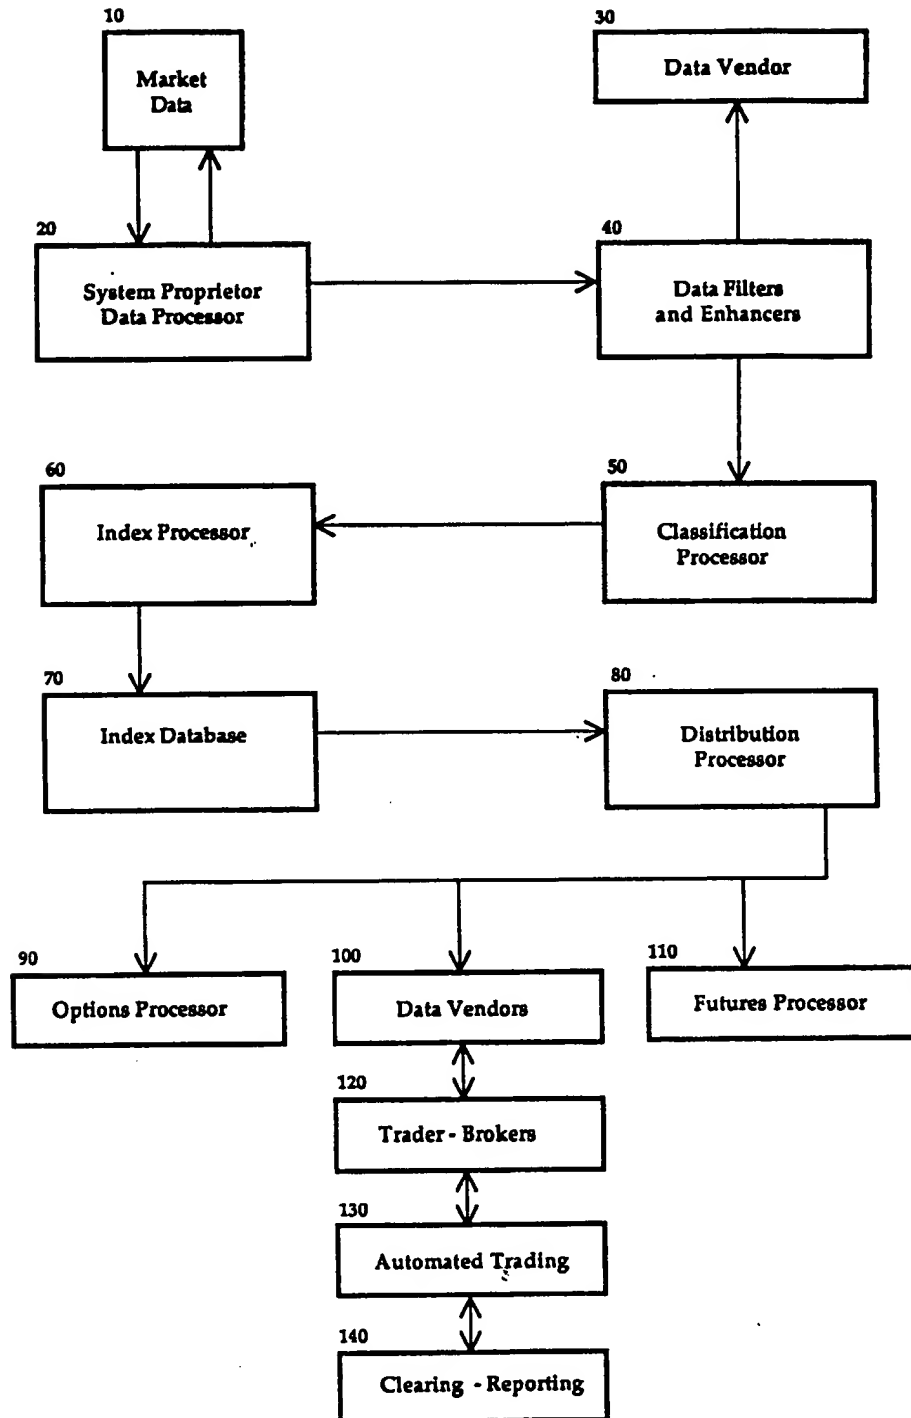 10
Market
Data
30
Data Vendor
20
System Proprietor
Data Processor
40
Data Filters
and Enhancers
60
Index Processor
50
Classification
Processor
70
Index Database
80
Distribution
Processor
90
Options Processor
100
Data Vendors
110
Futures Processor
120
Trader - Brokers
130
Automated Trading
140
Clearing - Reporting